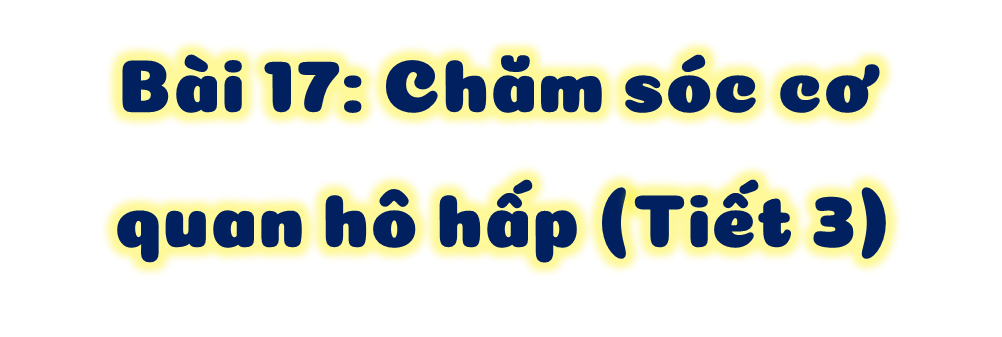 Bài 17: Chăm sóc cơ
quan hô hấp (Tiết 3)